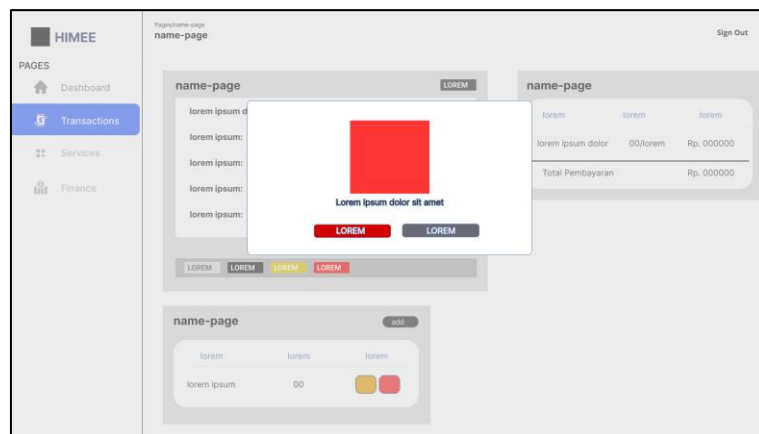 HIMEE
PAGES
Dashboard
Transactions
Services
Finance
Pages/name-page
name-page
Sign Out
name-page
LOREM
lorem ipsum d
lorem ipsum:
lorem ipsum:
lorem ipsum:
lorem ipsum:
LOREM LOREM LOREM LOREM
Lorem ipsum dolor sit amet
LOREM LOREM
name-page
lorem lorem lorem
lorem ipsum dolor 00/lorem Rp. 000000
Total Pembayaran Rp. 000000
name-page
add
lorem lorem lorem
lorem ipsum 00